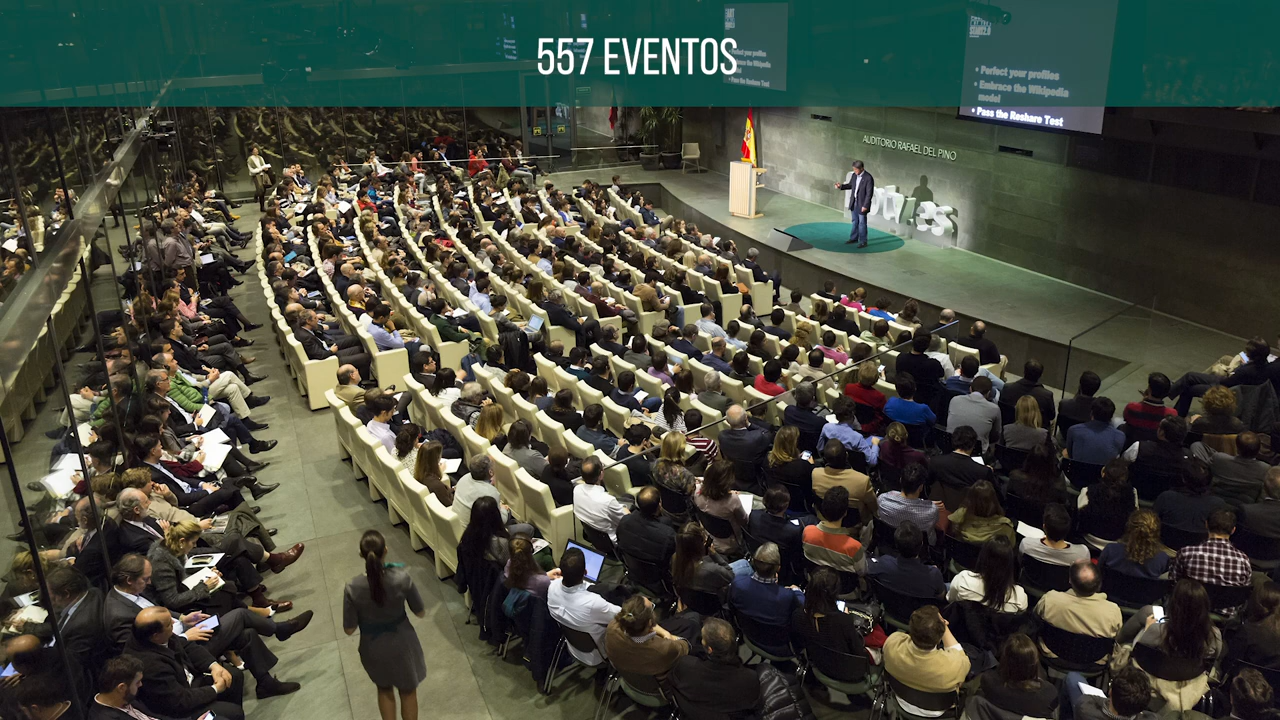 557 EVENTOS
• Perfect your profiles
• Embrace the Wikipedia
model
• Pass the Reshare Test
AUDITORIO RAFAEL DEL PINO